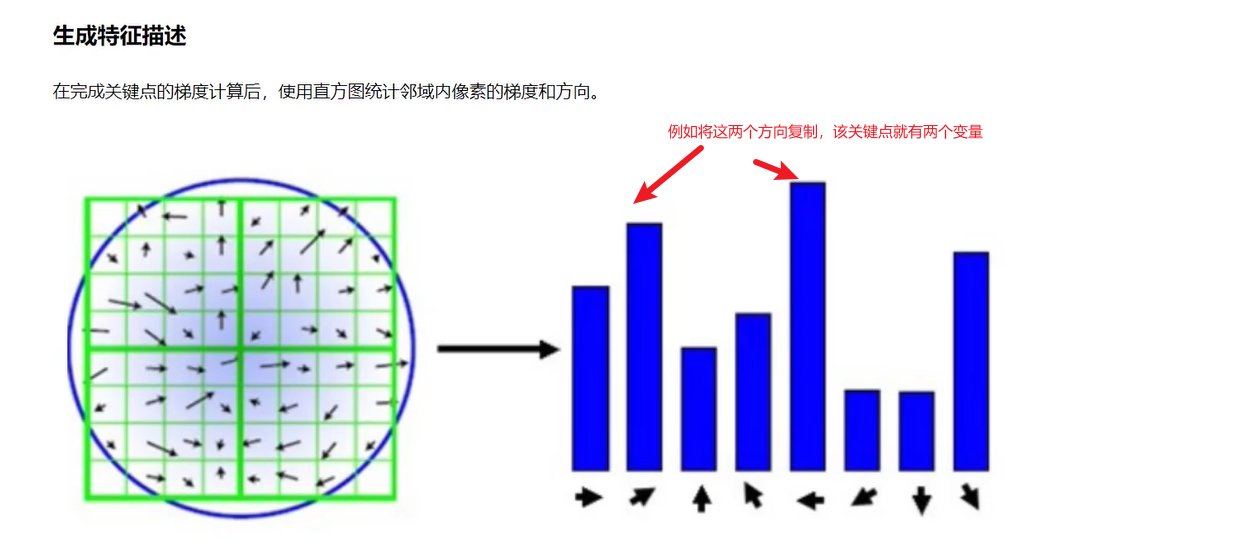 生成特征描述
在完成关键点的梯度计算后，使用直方图统计邻域内像素的梯度和方向。
例如将这两个方向复制，该关键点就有两个变量